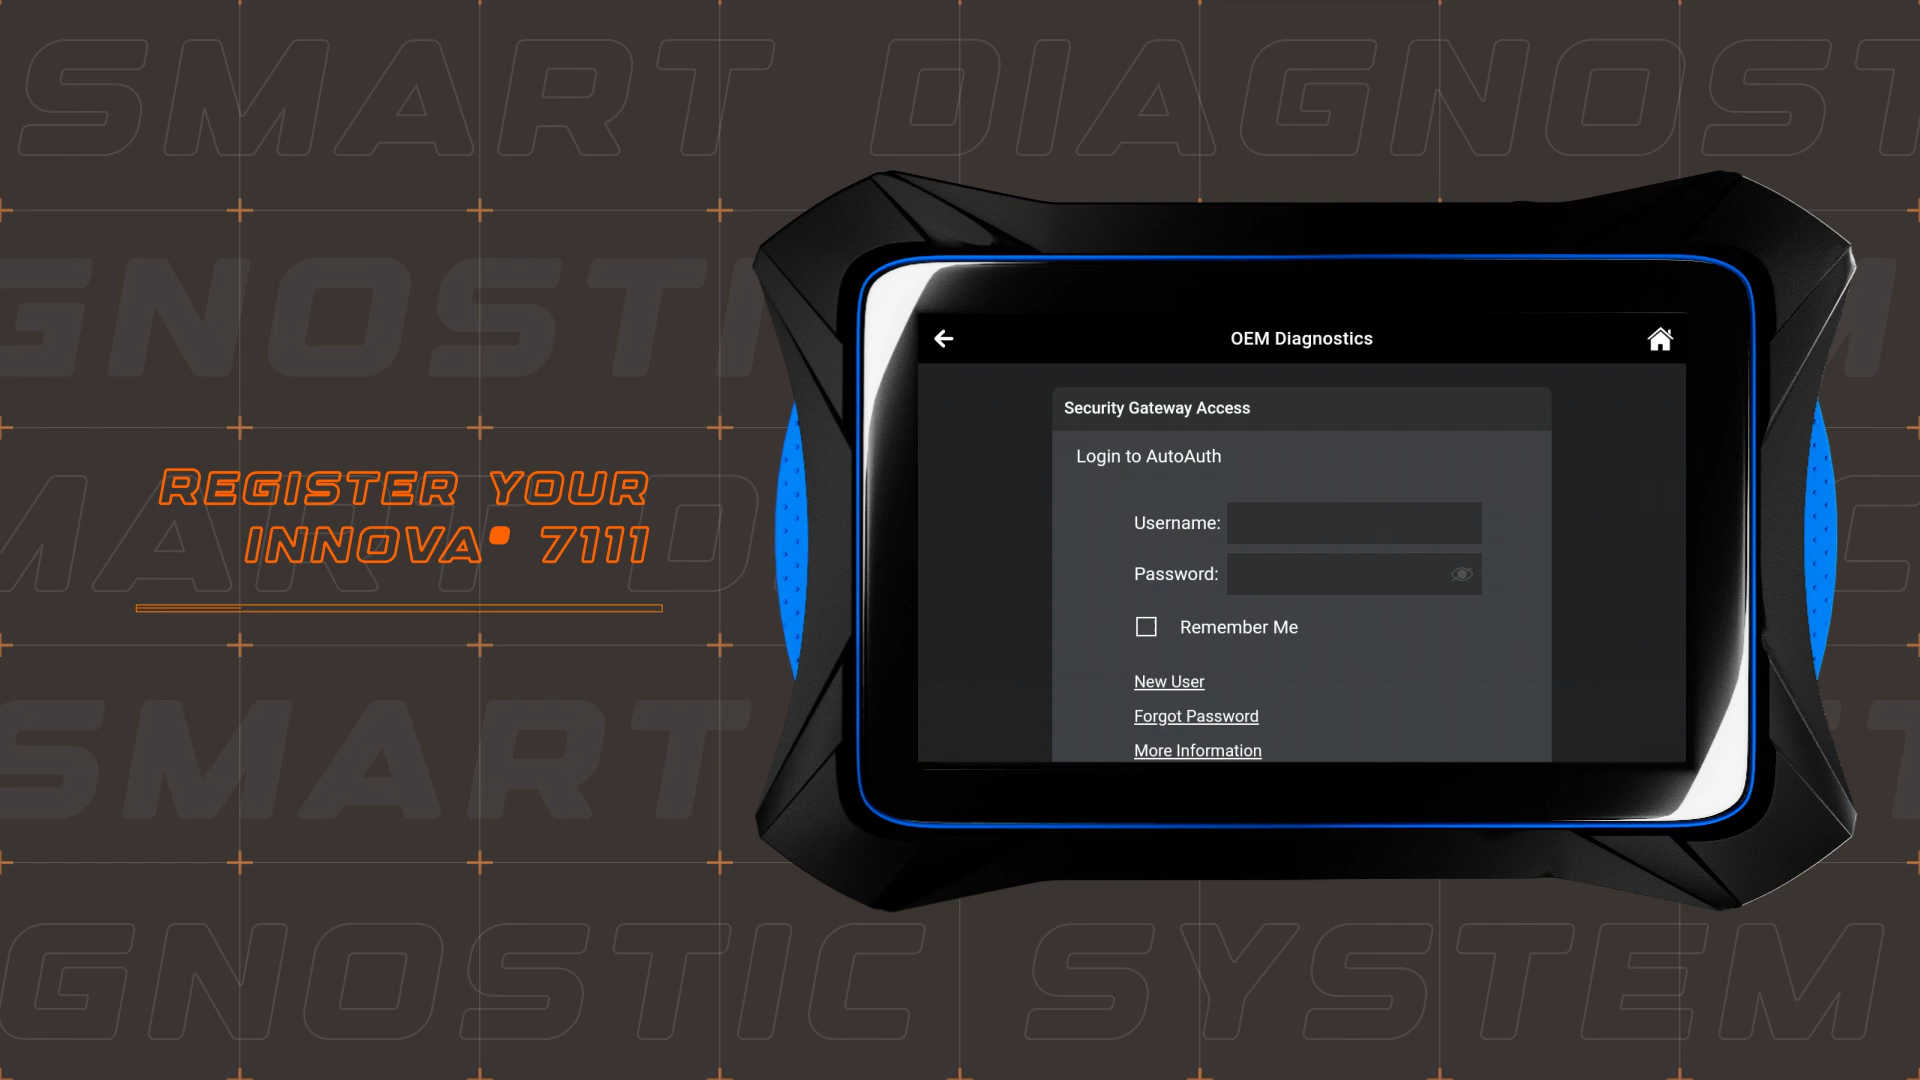 SMART DIAGNOST
GNOSTI
REGISTER YOUR
INNOVA® 7111
OEM Diagnostics
Security Gateway Access
Login to AutoAuth
Username:
Password:
Remember Me
New User
Forgot Password
More Information
MART D
SMART
GNOSTIC SYSTEM